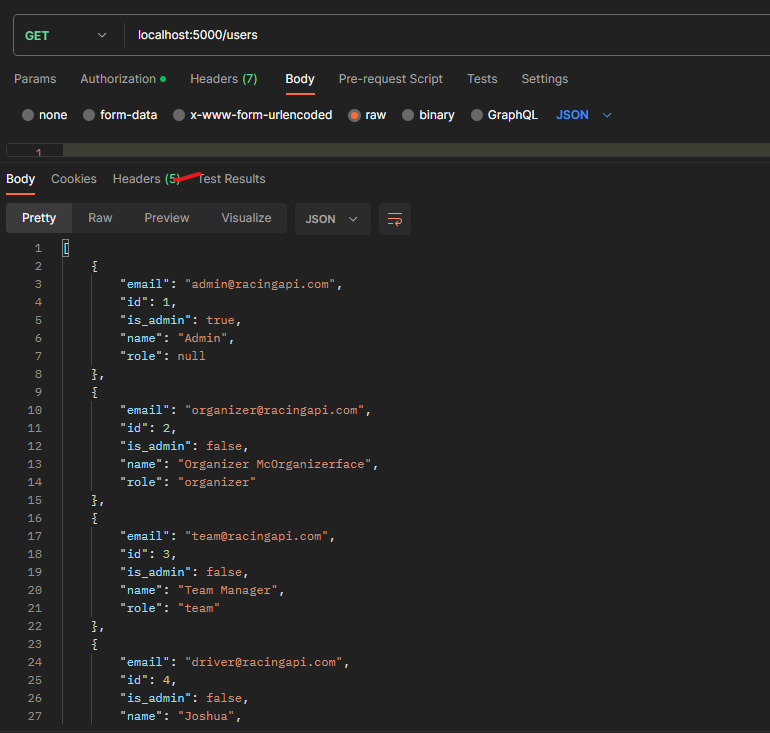 GET localhost:5000/users
Params Authorization Headers (7) Body Pre-request Script Tests Settings
none form-data x-www-form-urlencoded raw binary GraphQL JSON
1
Body Cookies Headers (5) Test Results
Pretty Raw Preview Visualize JSON
1 [
2 {
3 "email": "admin@racingapi.com",
4 "id": 1,
5 "is_admin": true,
6 "name": "Admin",
7 "role": null
8 },
9 {
10 "email": "organizer@racingapi.com",
11 "id": 2,
12 "is_admin": false,
13 "name": "Organizer McOrganizerface",
14 "role": "organizer"
15 },
16 {
17 "email": "team@racingapi.com",
18 "id": 3,
19 "is_admin": false,
20 "name": "Team Manager",
21 "role": "team"
22 },
23 {
24 "email": "driver@racingapi.com",
25 "id": 4,
26 "is_admin": false,
27 "name": "Joshua",